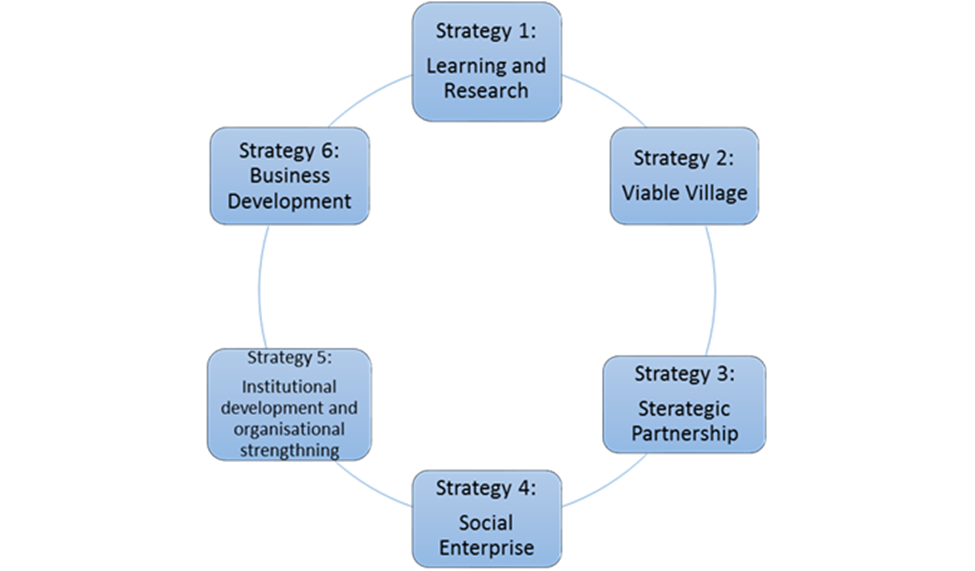 Strategy 1:
Learning and
Research
Strategy 2:
Viable Village
Strategy 3:
Sterategic
Partnership
Strategy 4:
Social
Enterprise
Strategy 5:
Institutional
development and
organisational
strengthning
Strategy 6:
Business
Development